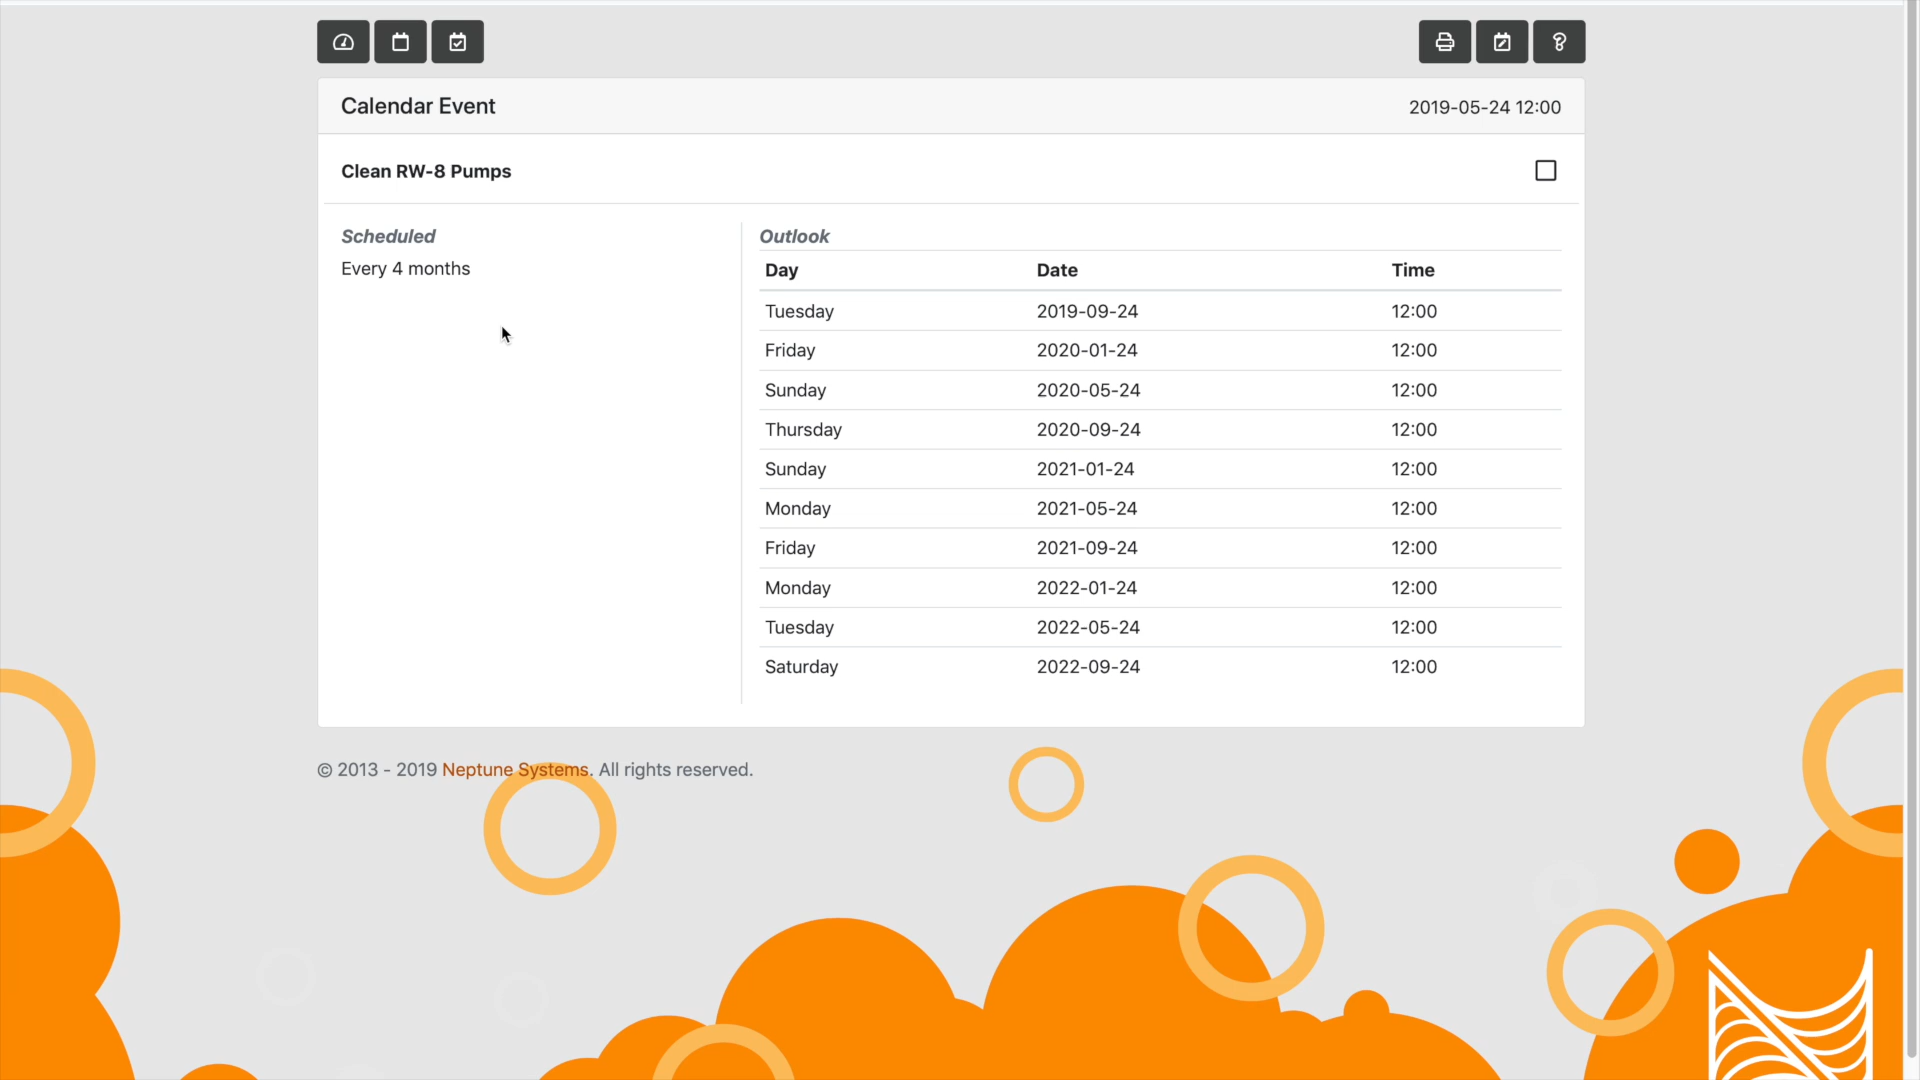 Calendar Event 2019-05-24 12:00
Clean RW-8 Pumps
Scheduled
Every 4 months
Outlook
Day Date Time
Tuesday 2019-09-24 12:00
Friday 2020-01-24 12:00
Sunday 2020-05-24 12:00
Thursday 2020-09-24 12:00
Sunday 2021-01-24 12:00
Monday 2021-05-24 12:00
Friday 2021-09-24 12:00
Monday 2022-01-24 12:00
Tuesday 2022-05-24 12:00
Saturday 2022-09-24 12:00
© 2013 - 2019 Neptune Systems. All rights reserved.